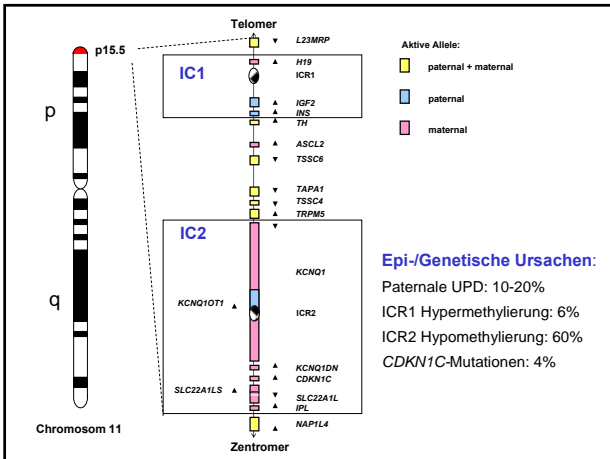 Telomer
p15.5
L23MRP
H19
IC1
ICR1
IGF2
INS
TH
ASCL2
TSSC6
TAPA1
TSSC4
TRPM5
IC2
KCNQ1
KCNQ1OT1
ICR2
KCNQ1DN
CDKN1C
SLC22A1LS
SLC22A1L
IPL
NAP1L4
Zentromer
p
q
Chromosom 11
Aktive Allele:
paternal + maternal
paternal
maternal
Epi-/Genetische Ursachen:
Paternale UPD: 10-20%
ICR1 Hypermethylierung: 6%
ICR2 Hypomethylierung: 60%
CDKN1C-Mutationen: 4%